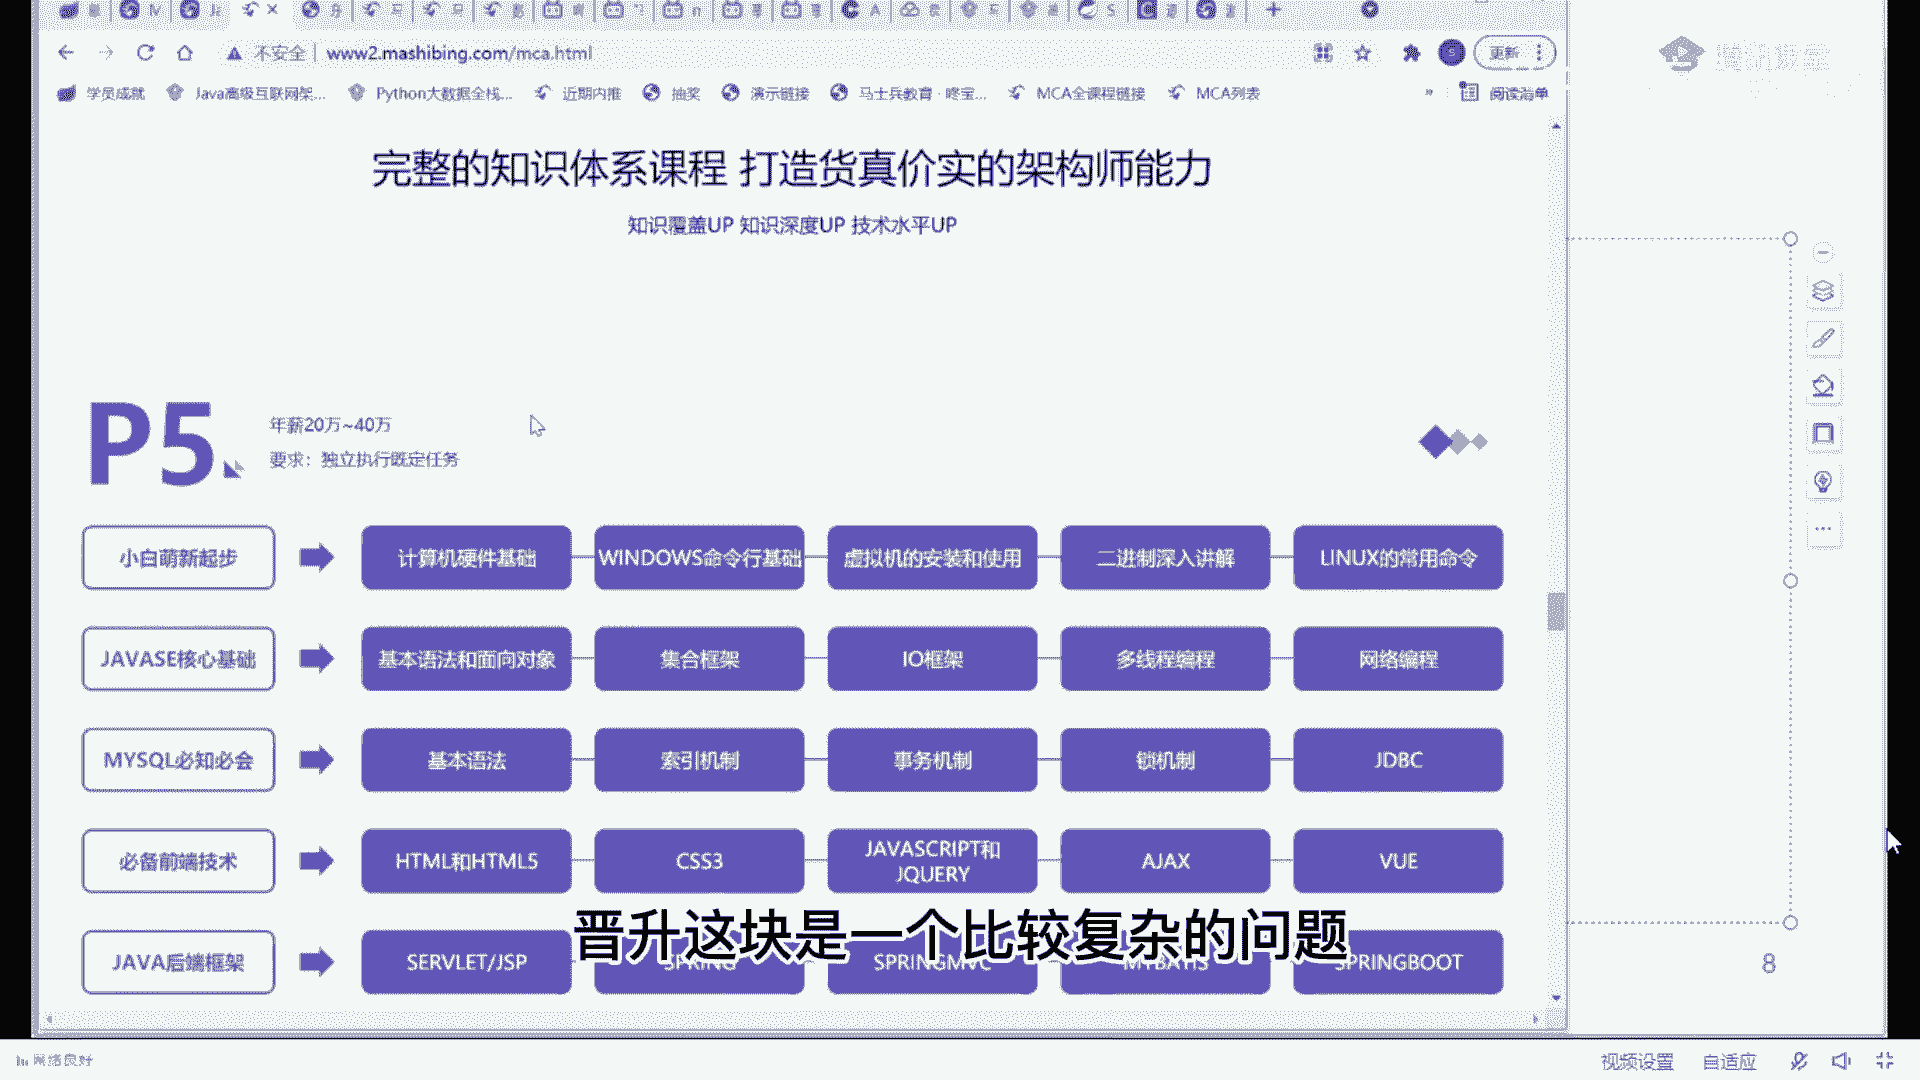 不安全 www2.mashibing.com/mca.html 更新
学员成就 Java高级互联网架... Python大数据全栈... 近期内推 抽奖 演示链接 马士兵教育 · 咚宝... MCA全课程链接 MCA列表 » 阅读清单
完整的知识体系课程 打造货真价实的架构师能力
知识覆盖UP 知识深度UP 技术水平UP
P5
年薪20万~40万
要求：独立执行既定任务
小白萌新起步 计算机硬件基础 WINDOWS命令行基础 虚拟机的安装和使用 二进制深入讲解 LINUX的常用命令
JAVASE核心基础 基本语法和面向对象 集合框架 IO框架 多线程编程 网络编程
MYSQL必知必会 基本语法 索引机制 事务机制 锁机制 JDBC
必备前端技术 HTML和HTML5 CSS3 JAVASCRIPT和JQUERY AJAX VUE
晋升这块是一个比较复杂的问题
JAVA后端框架 SERVLET/JSP SPRING SPRINGMVC MYBATIS SPRINGBOOT
8
网络良好 视频设置 自适应